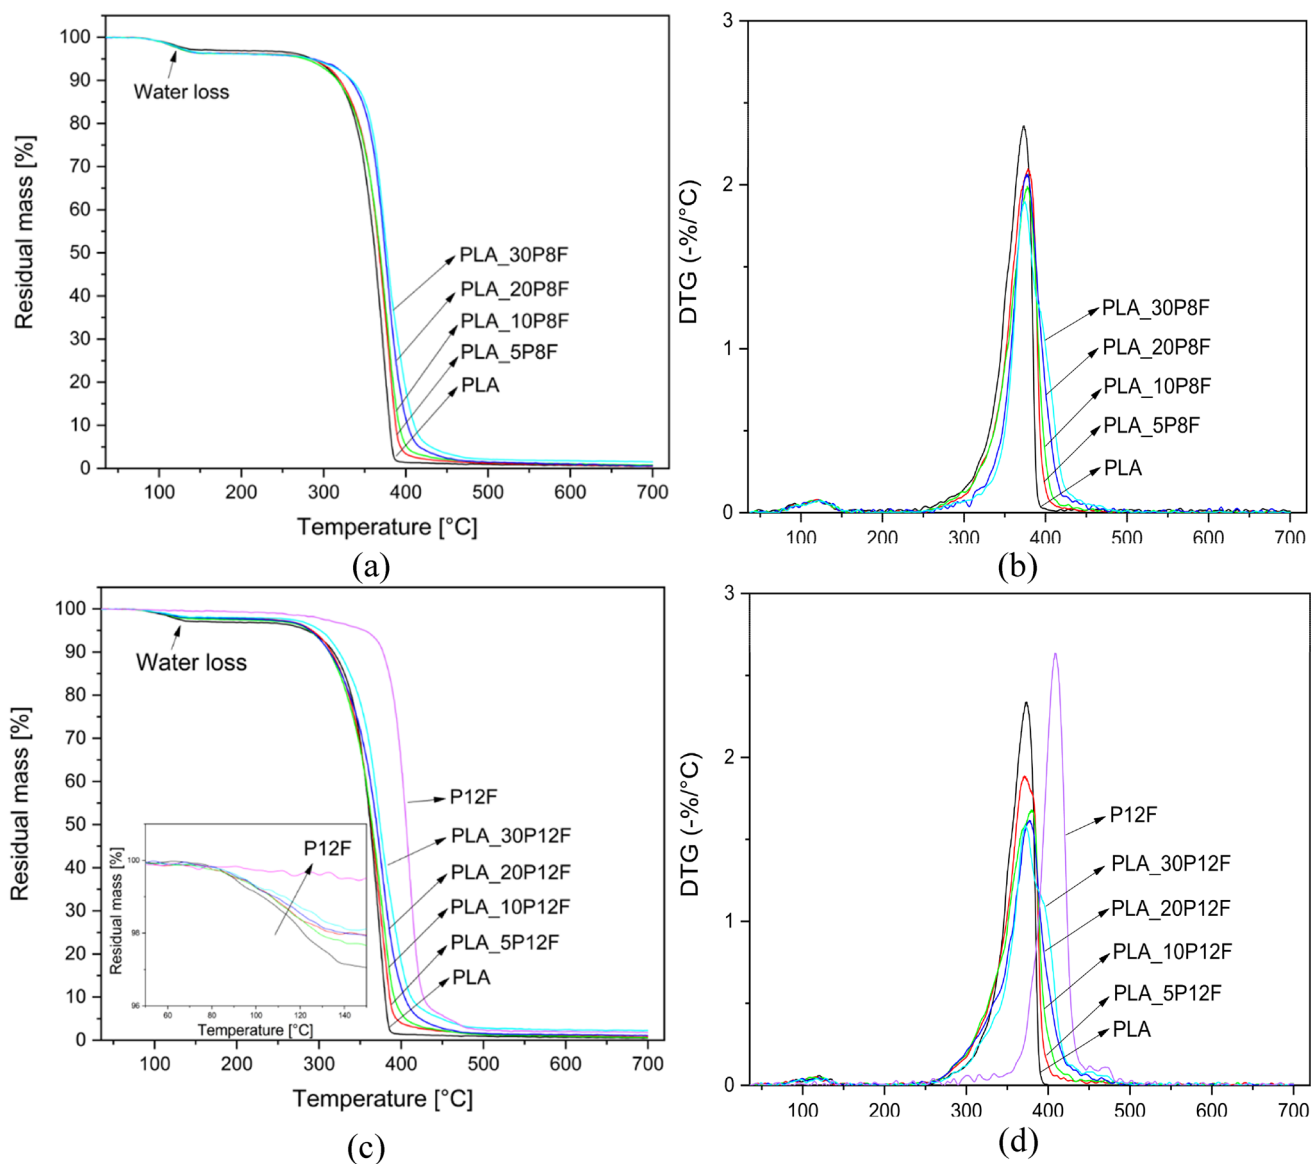 100
90
80
70
60
50
40
30
20
10
0
Residual mass [%]
Water loss
PLA_30P8F
PLA_20P8F
PLA_10P8F
PLA_5P8F
PLA
100 200 300 400 500 600 700
Temperature [°C]
(a)
3
2
1
0
DTG (-%/°C)
PLA_30P8F
PLA_20P8F
PLA_10P8F
PLA_5P8F
PLA
100 200 300 400 500 600 700
(b)
100
90
80
70
60
50
40
30
20
10
0
Residual mass [%]
Water loss
P12F
PLA_30P12F
PLA_20P12F
PLA_10P12F
PLA_5P12F
PLA
100
98
96
Residual mass [%]
P12F
60 80 100 120 140
Temperature [°C]
100 200 300 400 500 600 700
Temperature [°C]
(c)
3
2
1
0
DTG (-%/°C)
P12F
PLA_30P12F
PLA_20P12F
PLA_10P12F
PLA_5P12F
PLA
100 200 300 400 500 600 700
(d)